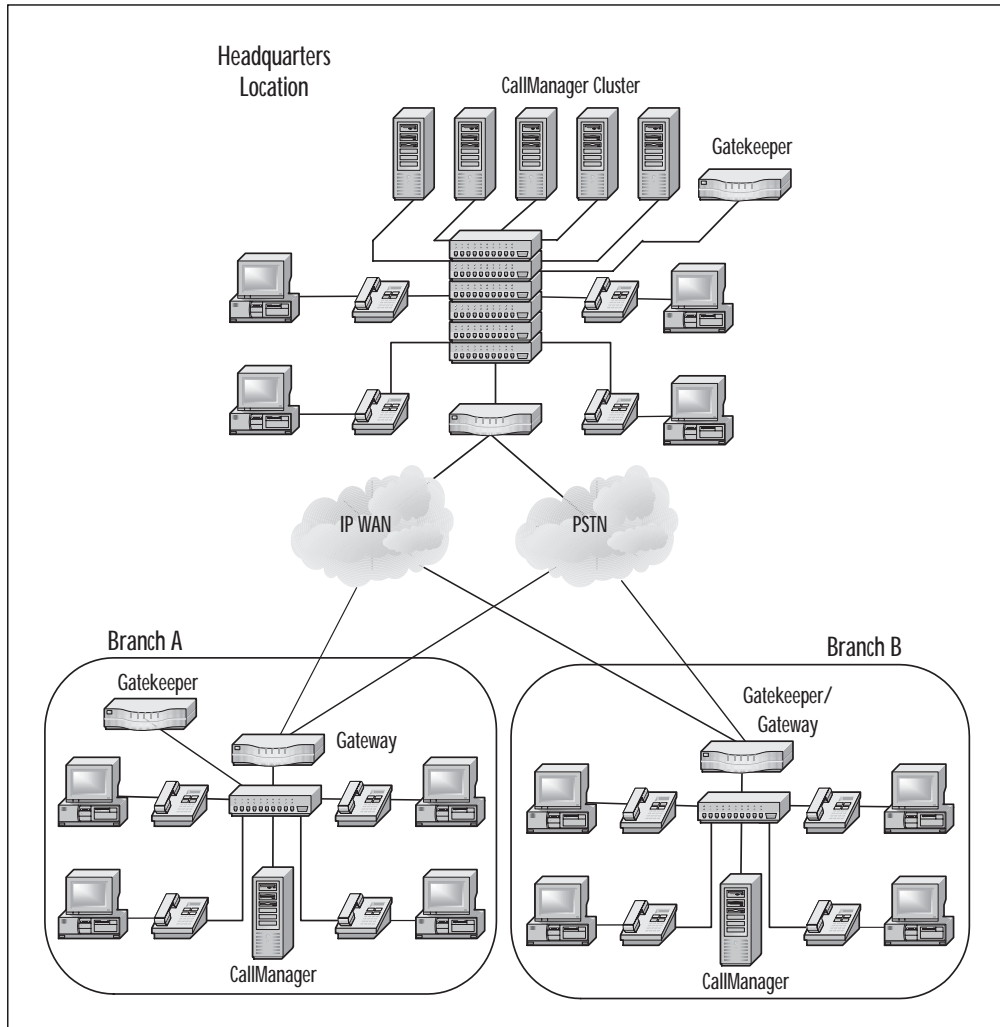 Headquarters
Location
CallManager Cluster
Gatekeeper
IP WAN
PSTN
Branch A
Gatekeeper
Gateway
CallManager
Branch B
Gatekeeper/
Gateway
CallManager